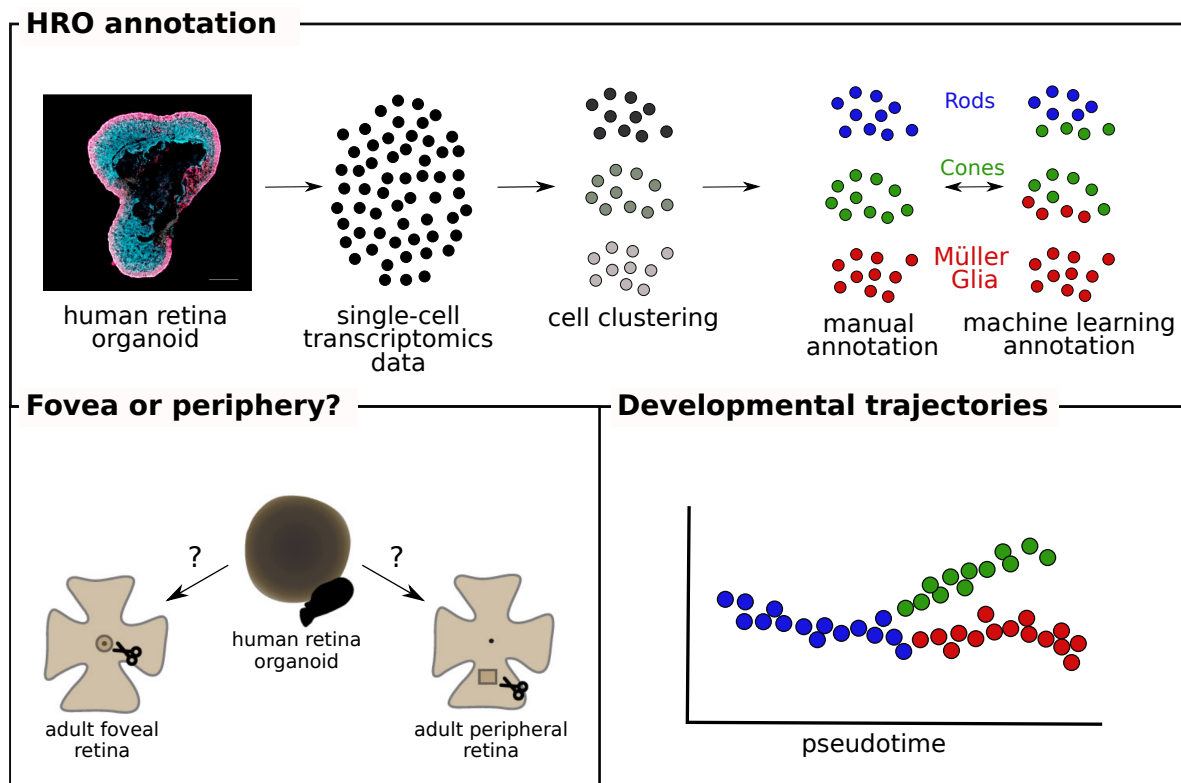 HRO annotation
human retina
organoid
single-cell
transcriptomics
data
cell clustering
Rods
Cones
Müller
Glia
manual
annotation
machine learning
annotation
Fovea or periphery?
?
?
human retina
organoid
adult foveal
retina
adult peripheral
retina
Developmental trajectories
pseudotime